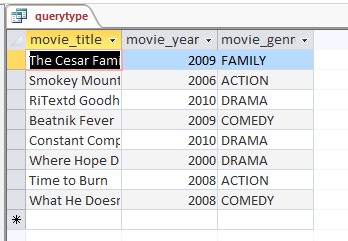 querytype
movie_title movie_year movie_genr
The Cesar Fami 2009 FAMILY
Smokey Mount 2006 ACTION
RiTextd Goodh 2010 DRAMA
Beatnik Fever 2009 COMEDY
Constant Comp 2010 DRAMA
Where Hope D 2000 DRAMA
Time to Burn 2008 ACTION
What He Doesn 2008 COMEDY